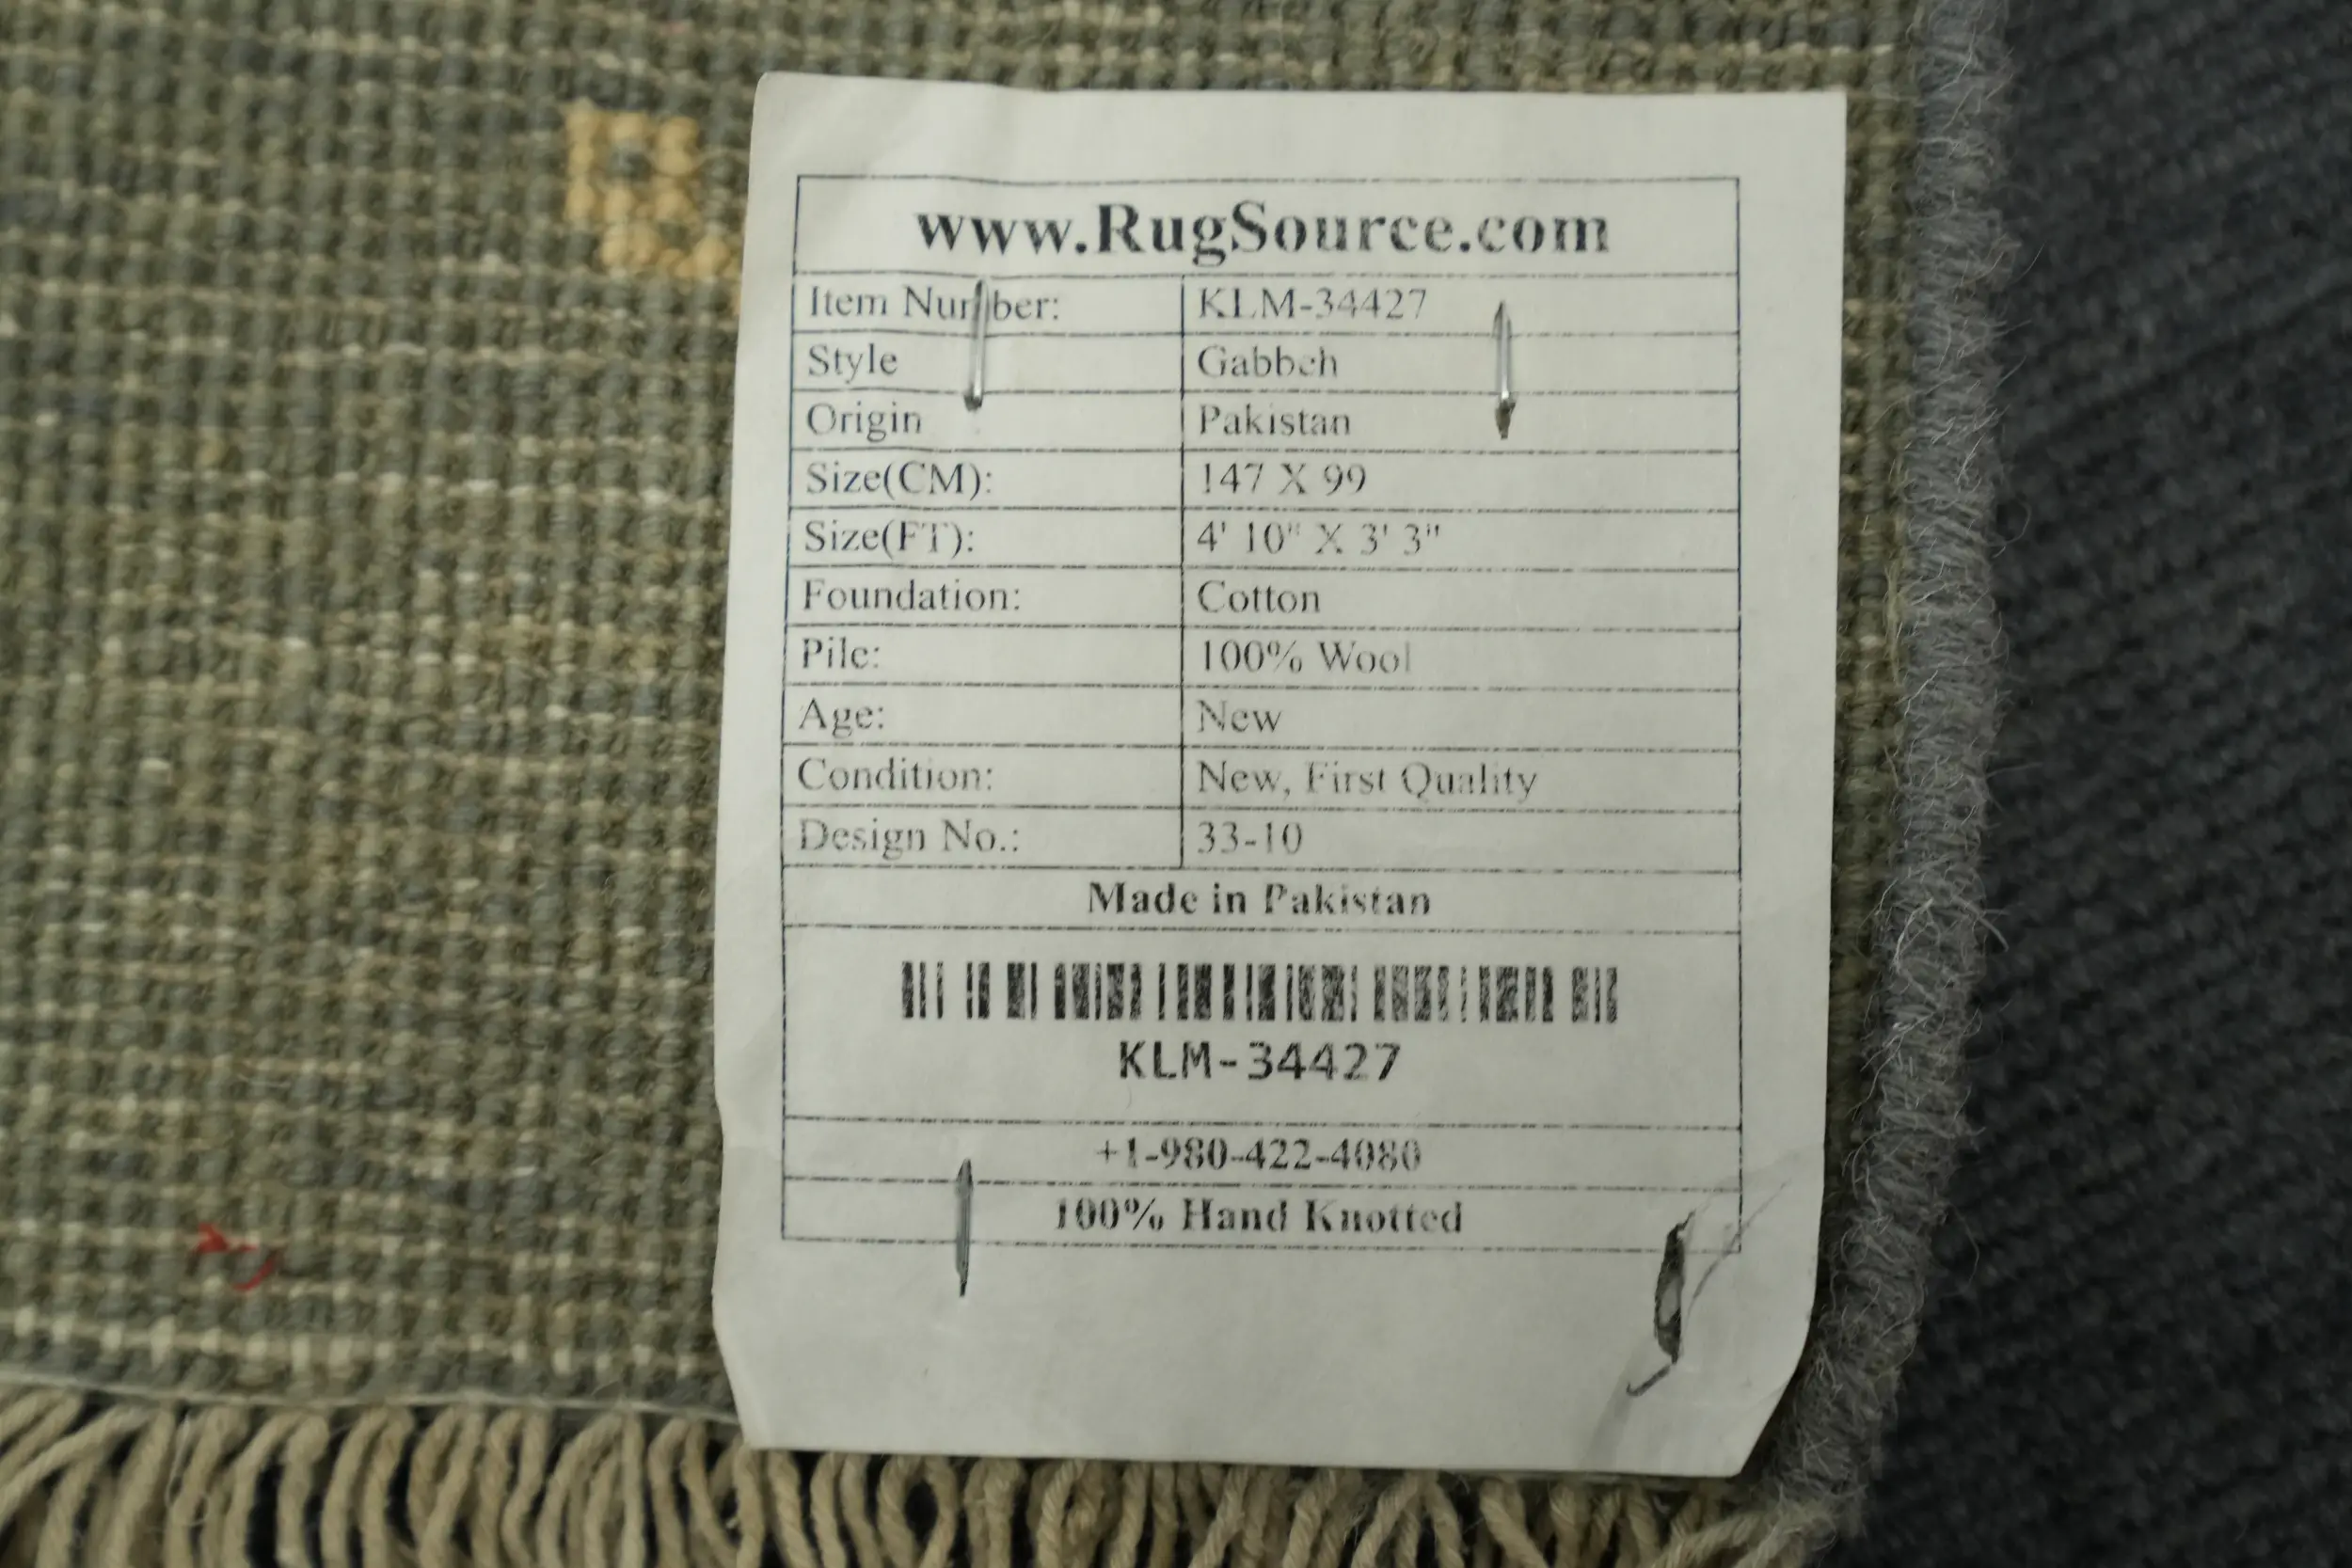 www.RugSource.com
Item Number: KLM-34427
Style Gabbeh
Origin Pakistan
Size(CM): 147 X 99
Size(FT): 4' 10" X 3' 3"
Foundation: Cotton
Pile: 100% Wool
Age: New
Condition: New, First Quality
Design No.: 33-10
Made in Pakistan
KLM-34427
+1-980-422-4080
100% Hand Knotted